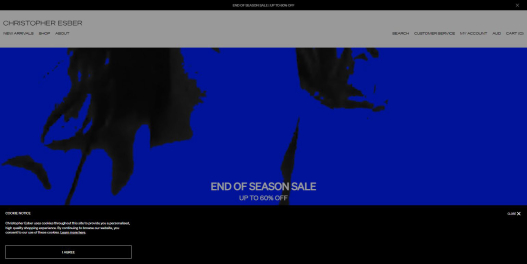 END OF SEASON SALE: UP TO 60% OFF
CHRISTOPHER ESBER
NEW ARRIVALS SHOP ABOUT
SEARCH CUSTOMER SERVICE MY ACCOUNT AUD CART (0)
END OF SEASON SALE
UP TO 60% OFF
COOKIE NOTICE
CLOSE
Christopher Esber uses cookies throughout this site to provide you a personalised,
high quality shopping experience. By continuing to browse our website, you
consent to our use of these cookies. Learn more here.
I AGREE